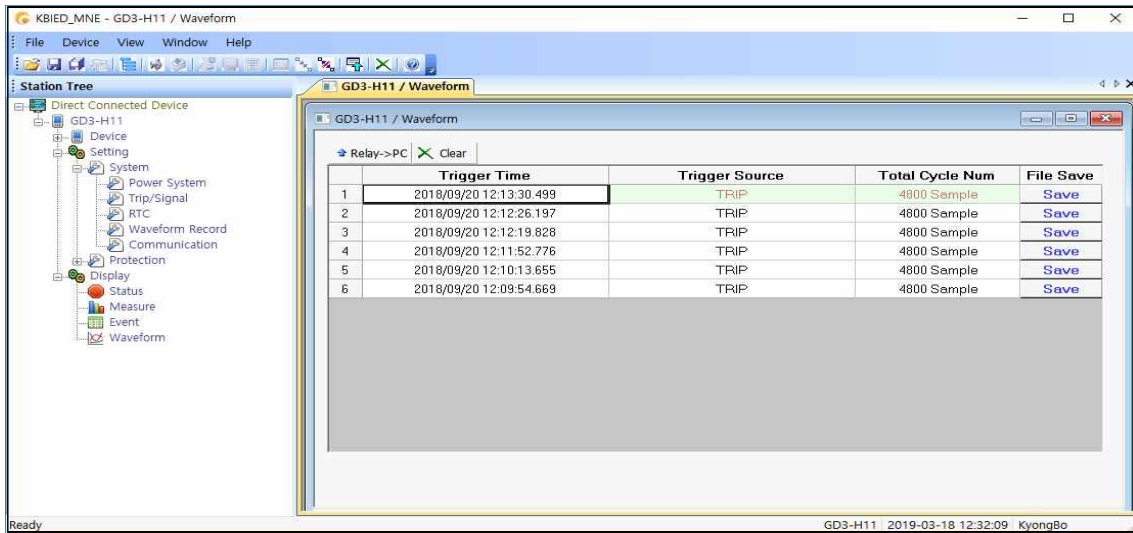 KBIED_MNE - GD3-H11 / Waveform
File Device View Window Help
Station Tree
Direct Connected Device
GD3-H11
Device
Setting
System
Power System
Trip/Signal
RTC
Waveform Record
Communication
Protection
Display
Status
Measure
Event
Waveform
GD3-H11 / Waveform
GD3-H11 / Waveform
Relay->PC Clear
Trigger Time Trigger Source Total Cycle Num File Save
1 2018/09/20 12:13:30.499 TRIP 4800 Sample Save
2 2018/09/20 12:12:26.197 TRIP 4800 Sample Save
3 2018/09/20 12:12:19.828 TRIP 4800 Sample Save
4 2018/09/20 12:11:52.776 TRIP 4800 Sample Save
5 2018/09/20 12:10:13.655 TRIP 4800 Sample Save
6 2018/09/20 12:09:54.669 TRIP 4800 Sample Save
Ready GD3-H11 2019-03-18 12:32:09 KyongBo